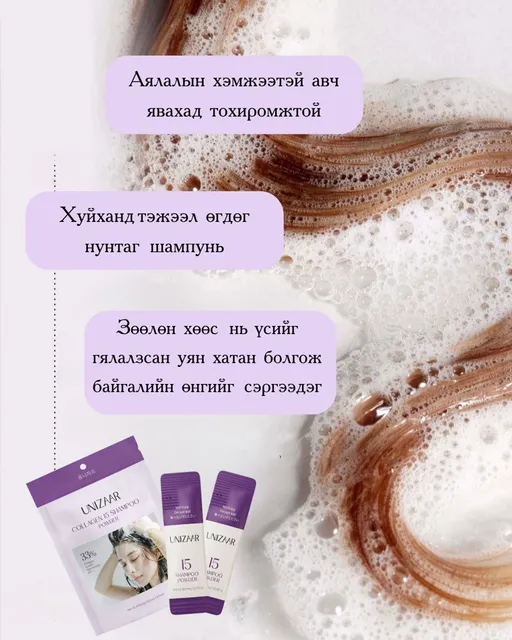 Аялалын хэмжээтэй авч
явахад тохиромжтой
Хуйханд тэжээл өгдөг
нунтаг шампунь
Зөөлөн хөөс нь үсийг
гялалзсан уян хатан болгож
байгалийн өнгийг сэргээдэг
UNIZAAR
COLLAGEN 15 SHAMPOO
POWDER
33%
UNIZAAR
15
SHAMPOO
POWDER
UNIZAAR
15
SHAMPOO